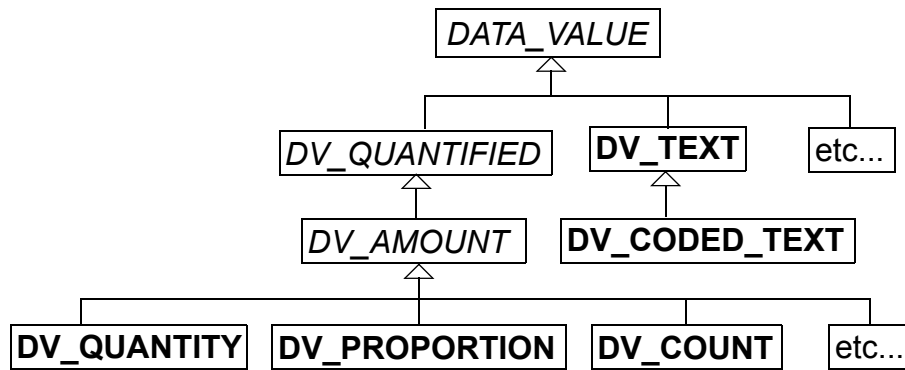 DATA_VALUE
DV_QUANTIFIED DV_TEXT etc...
DV_AMOUNT DV_CODED_TEXT
DV_QUANTITY DV_PROPORTION DV_COUNT etc...